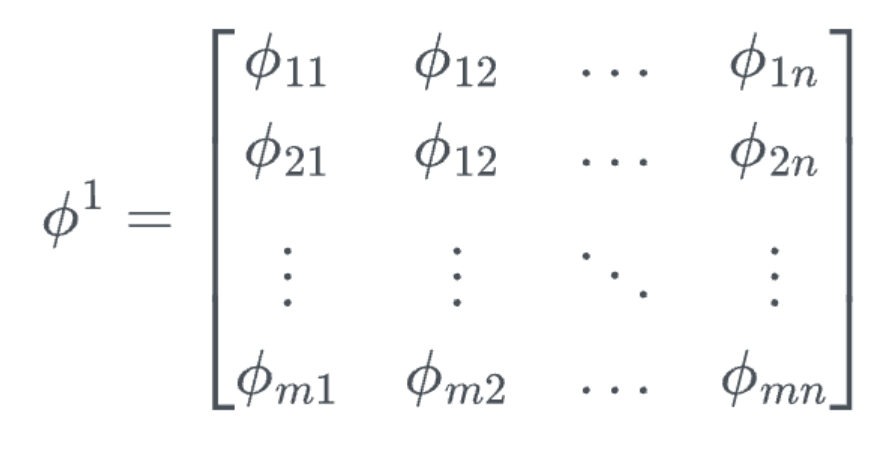 ϕ₁₁ ϕ₁₂ ⋯ ϕ₁ₙ
ϕ₂₁ ϕ₁₂ ⋯ ϕ₂ₙ
ϕ¹ =
⋮ ⋮ ⋱ ⋮
ϕₘ₁ ϕₘ₂ ⋯ ϕₘₙ